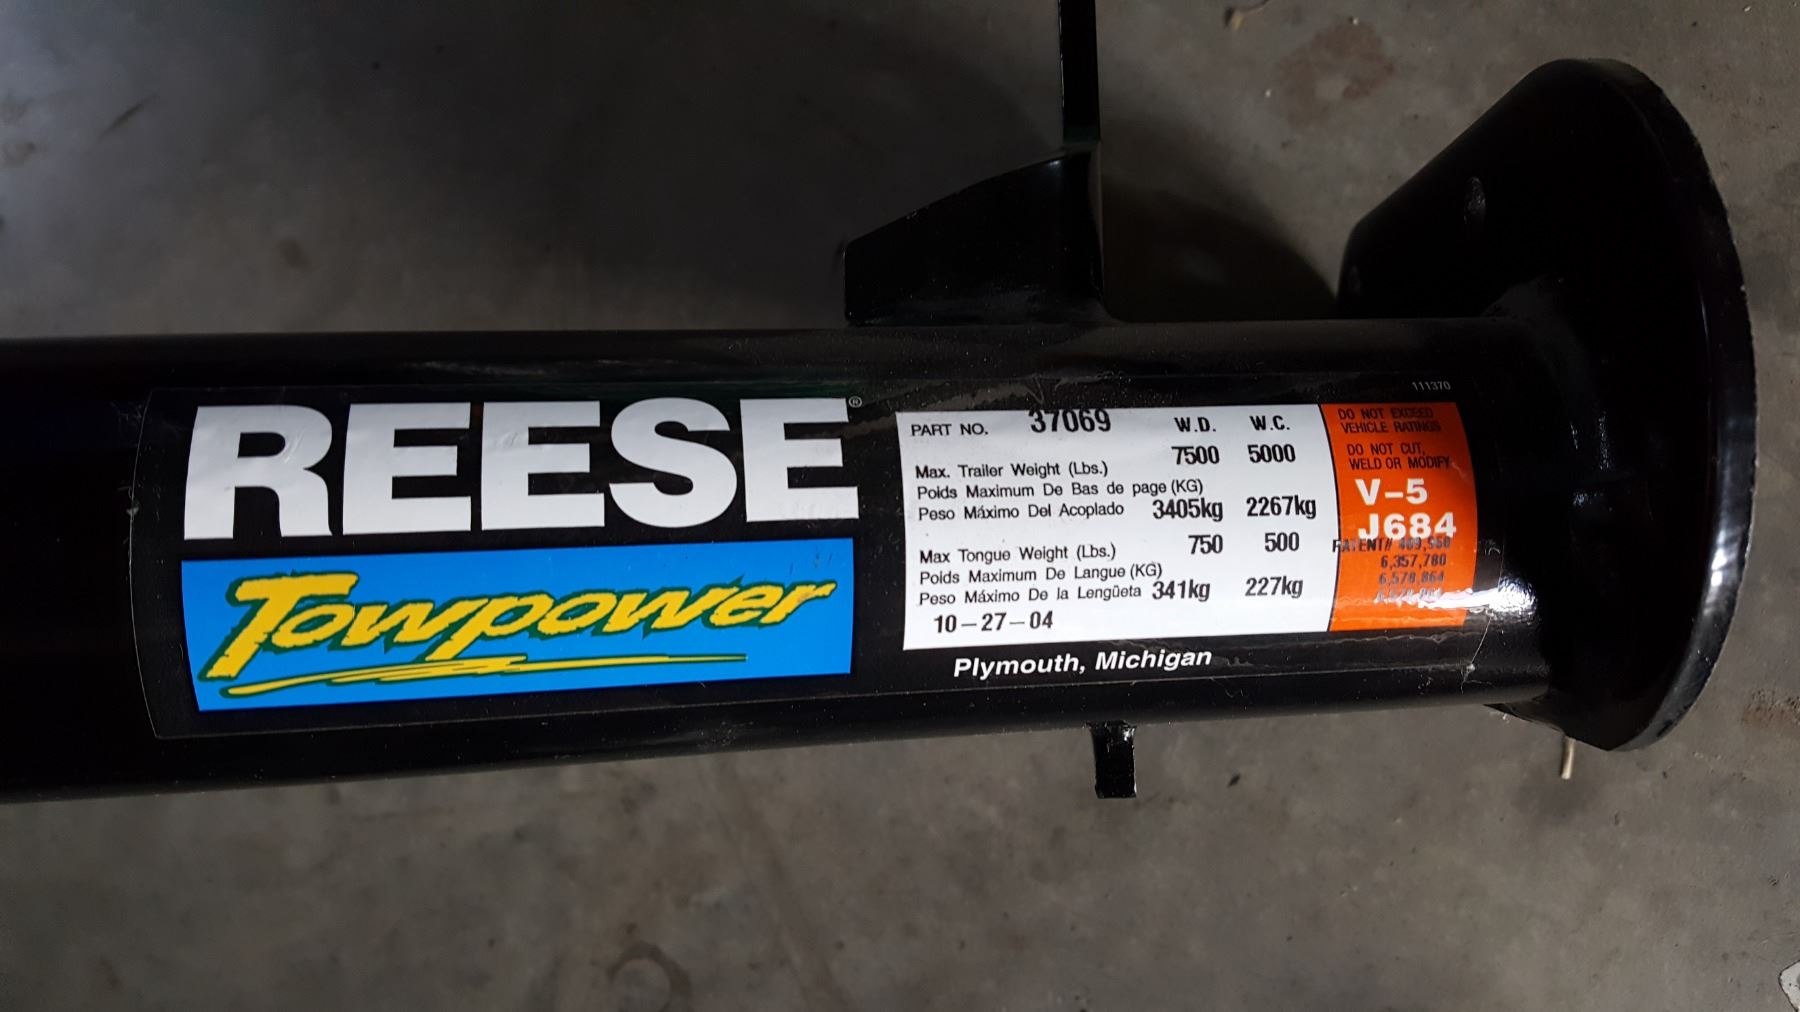 REESE®
Towpower
111370
PART NO. 37069 W.D. W.C.
Max. Trailer Weight (Lbs.) 7500 5000
Poids Maximum De Bas de page (KG)
Peso Máximo Del Acoplado 3405kg 2267kg
Max Tongue Weight (Lbs.) 750 500
Poids Maximum De Langue (KG)
Peso Máximo De la Lengüeta 341kg 227kg
10-27-04
Plymouth, Michigan
DO NOT EXCEED
VEHICLE RATINGS
DO NOT CUT,
WELD OR MODIFY
V-5
J684
PATENT#
6,357,780
6,578,864